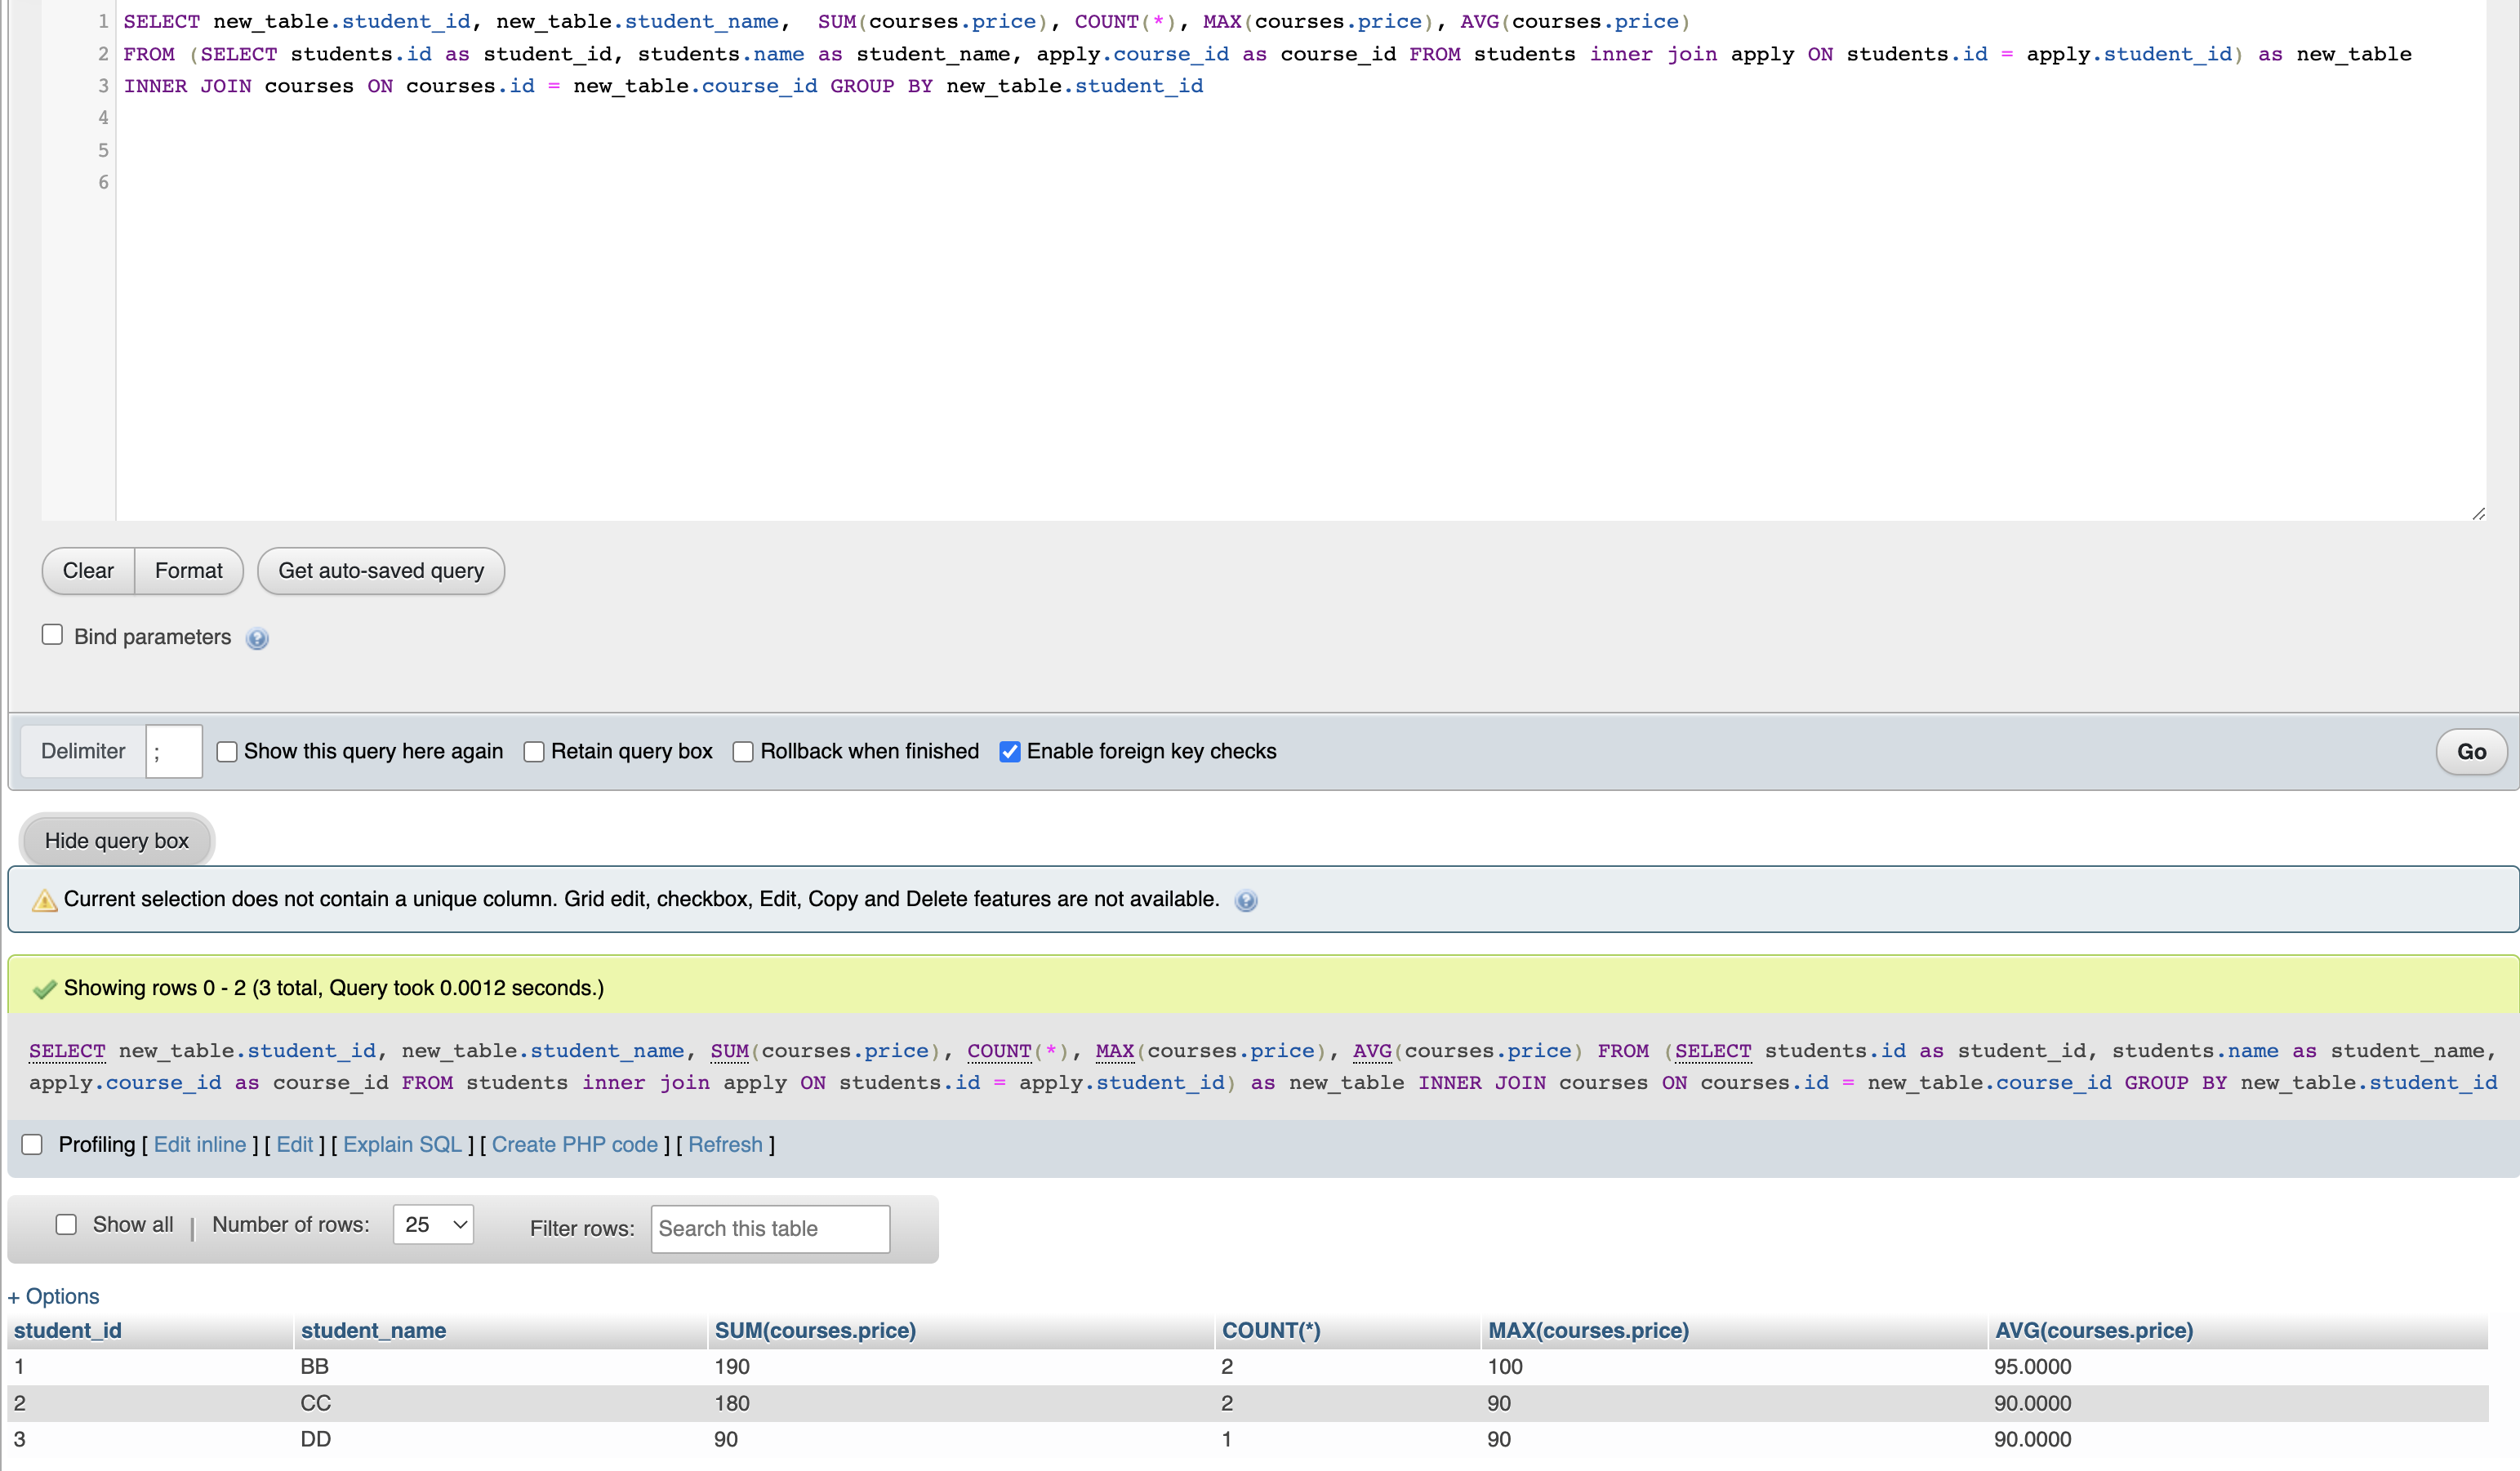 1 SELECT new_table.student_id, new_table.student_name,  SUM(courses.price), COUNT(*), MAX(courses.price), AVG(courses.price)
2 FROM (SELECT students.id as student_id, students.name as student_name, apply.course_id as course_id FROM students inner join apply ON students.id = apply.student_id) as new_table
3 INNER JOIN courses ON courses.id = new_table.course_id GROUP BY new_table.student_id
4
5
6
Clear Format Get auto-saved query
Bind parameters
Delimiter ; Show this query here again Retain query box Rollback when finished Enable foreign key checks Go
Hide query box
Current selection does not contain a unique column. Grid edit, checkbox, Edit, Copy and Delete features are not available.
Showing rows 0 - 2 (3 total, Query took 0.0012 seconds.)
SELECT new_table.student_id, new_table.student_name, SUM(courses.price), COUNT(*), MAX(courses.price), AVG(courses.price) FROM (SELECT students.id as student_id, students.name as student_name,
apply.course_id as course_id FROM students inner join apply ON students.id = apply.student_id) as new_table INNER JOIN courses ON courses.id = new_table.course_id GROUP BY new_table.student_id
Profiling [ Edit inline ] [ Edit ] [ Explain SQL ] [ Create PHP code ] [ Refresh ]
Show all | Number of rows: 25 Filter rows: Search this table
+ Options
student_id student_name SUM(courses.price) COUNT(*) MAX(courses.price) AVG(courses.price)
1 BB 190 2 100 95.0000
2 CC 180 2 90 90.0000
3 DD 90 1 90 90.0000